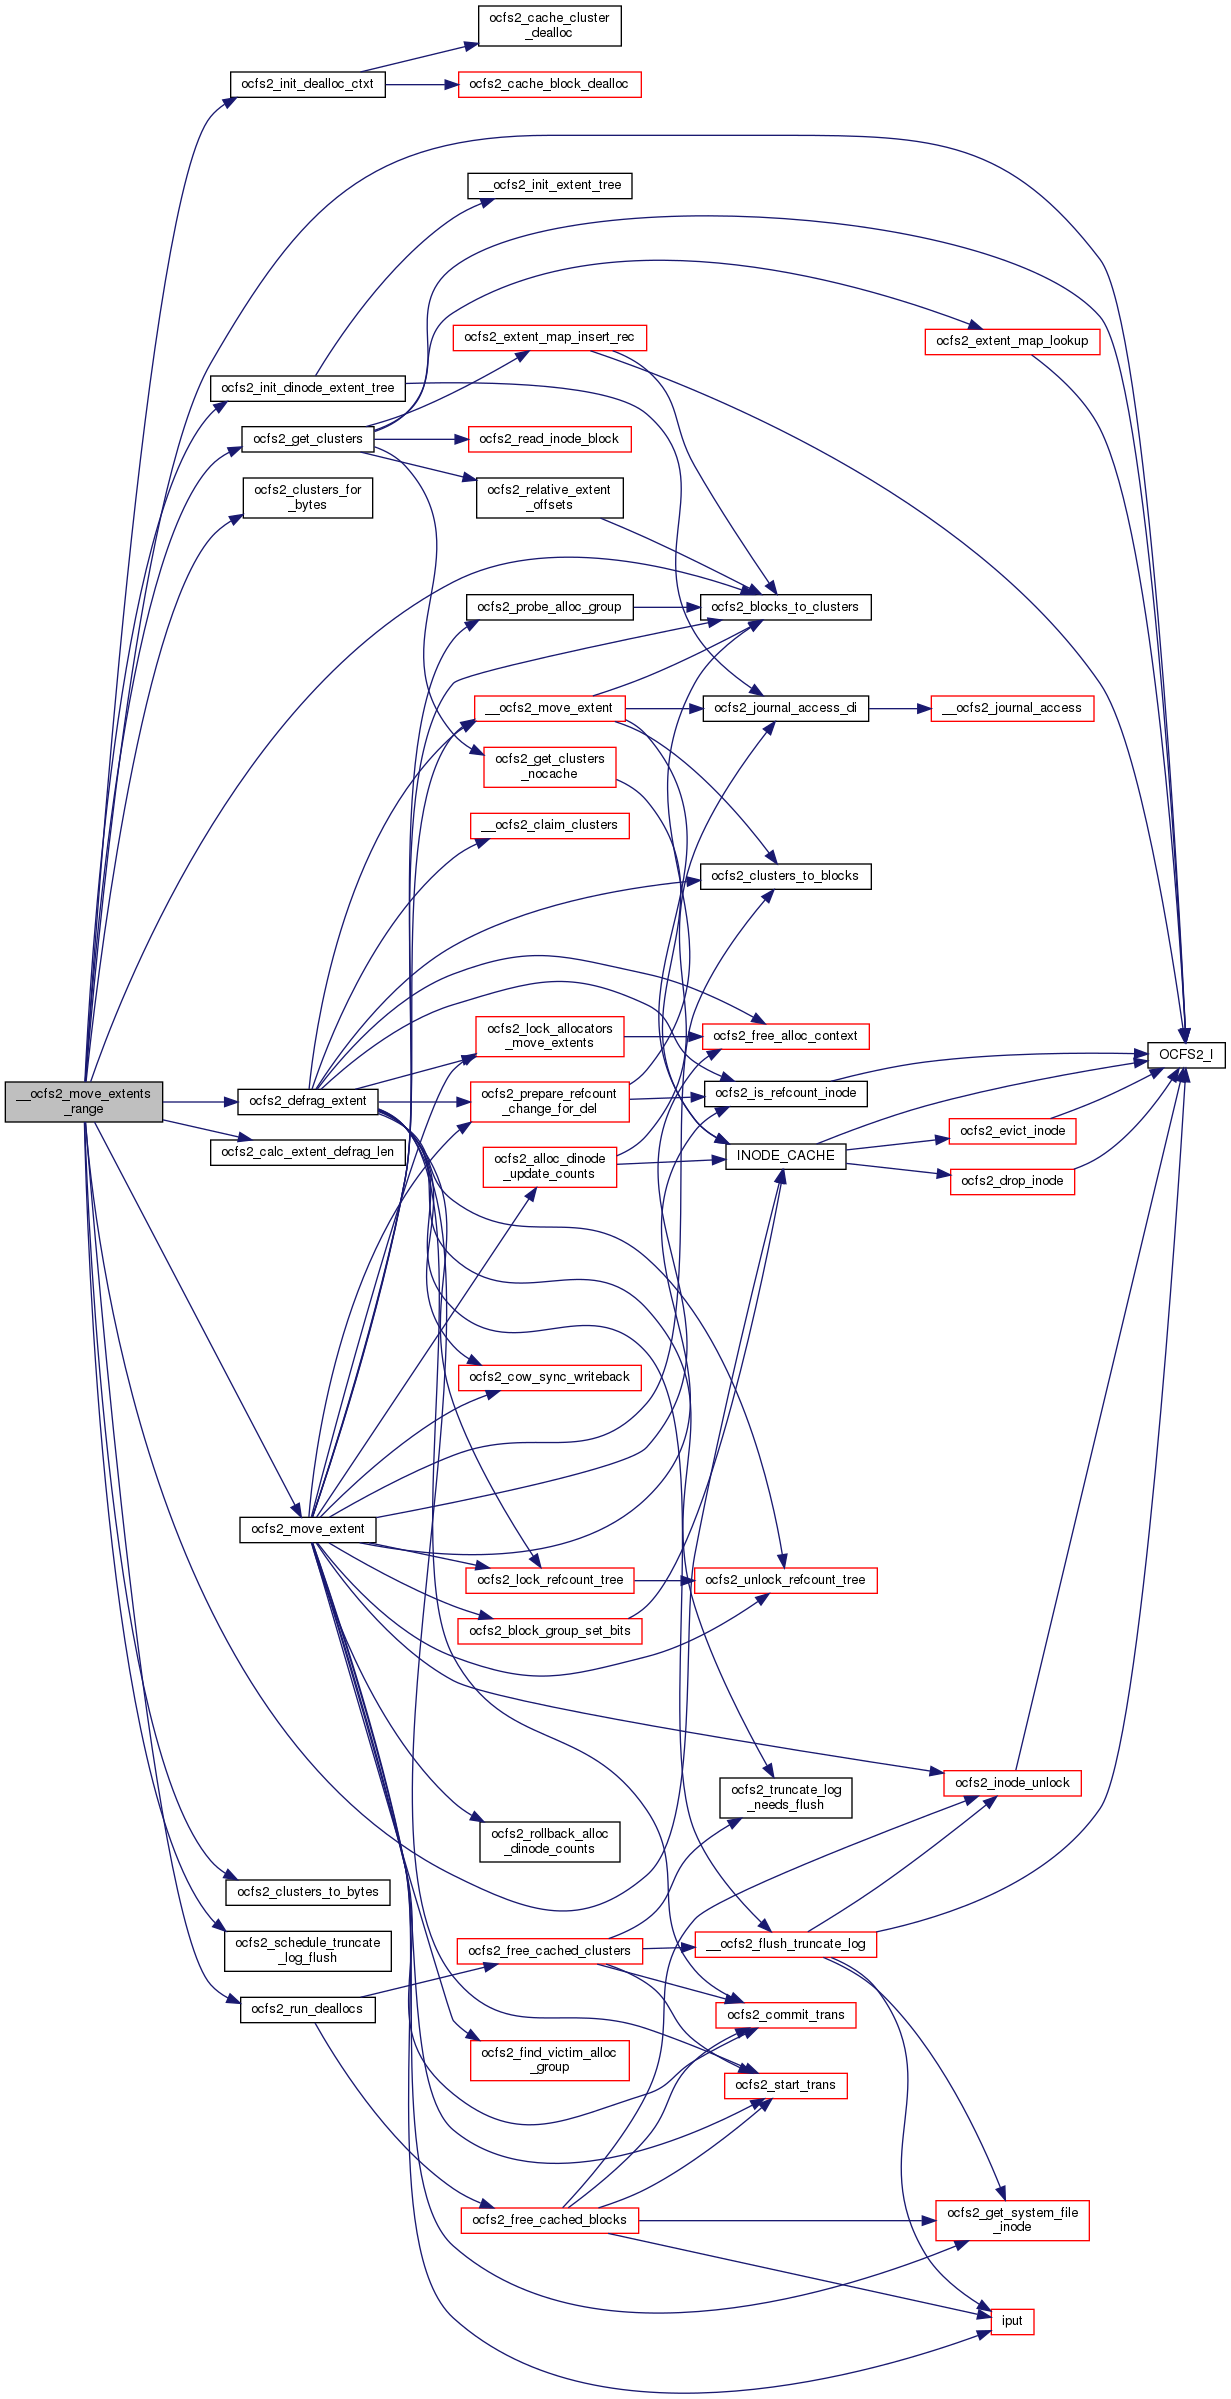 ocfs2_cache_cluster
_dealloc
ocfs2_init_dealloc_ctxt
ocfs2_cache_block_dealloc
__ocfs2_init_extent_tree
ocfs2_extent_map_insert_rec
ocfs2_extent_map_lookup
ocfs2_init_dinode_extent_tree
ocfs2_get_clusters
ocfs2_read_inode_block
ocfs2_clusters_for
_bytes
ocfs2_relative_extent
_offsets
ocfs2_probe_alloc_group
ocfs2_blocks_to_clusters
__ocfs2_move_extent
ocfs2_journal_access_di
__ocfs2_journal_access
ocfs2_get_clusters
_nocache
__ocfs2_claim_clusters
ocfs2_clusters_to_blocks
ocfs2_lock_allocators
_move_extents
ocfs2_free_alloc_context
OCFS2_I
__ocfs2_move_extents
_range
ocfs2_defrag_extent
ocfs2_prepare_refcount
_change_for_del
ocfs2_is_refcount_inode
ocfs2_evict_inode
ocfs2_calc_extent_defrag_len
ocfs2_alloc_dinode
_update_counts
INODE_CACHE
ocfs2_drop_inode
ocfs2_cow_sync_writeback
ocfs2_move_extent
ocfs2_lock_refcount_tree
ocfs2_unlock_refcount_tree
ocfs2_block_group_set_bits
ocfs2_inode_unlock
ocfs2_truncate_log
_needs_flush
ocfs2_rollback_alloc
_dinode_counts
ocfs2_clusters_to_bytes
ocfs2_schedule_truncate
_log_flush
ocfs2_free_cached_clusters
__ocfs2_flush_truncate_log
ocfs2_run_deallocs
ocfs2_commit_trans
ocfs2_find_victim_alloc
_group
ocfs2_start_trans
ocfs2_free_cached_blocks
ocfs2_get_system_file
_inode
iput